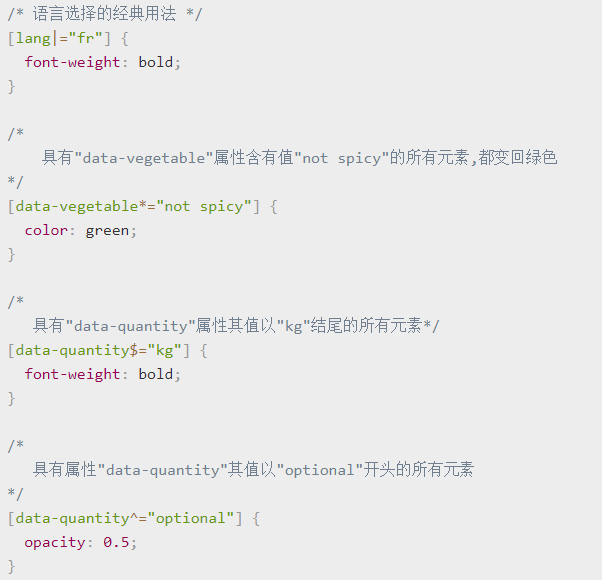 /* 语言选择的经典用法 */
[lang|="fr"] {
  font-weight: bold;
}

/*
    具有"data-vegetable"属性含有值"not spicy"的所有元素,都变回绿色
*/
[data-vegetable*="not spicy"] {
  color: green;
}

/*
   具有"data-quantity"属性其值以"kg"结尾的所有元素*/
[data-quantity$="kg"] {
  font-weight: bold;
}

/*
   具有属性"data-quantity"其值以"optional"开头的所有元素
*/
[data-quantity^="optional"] {
  opacity: 0.5;
}